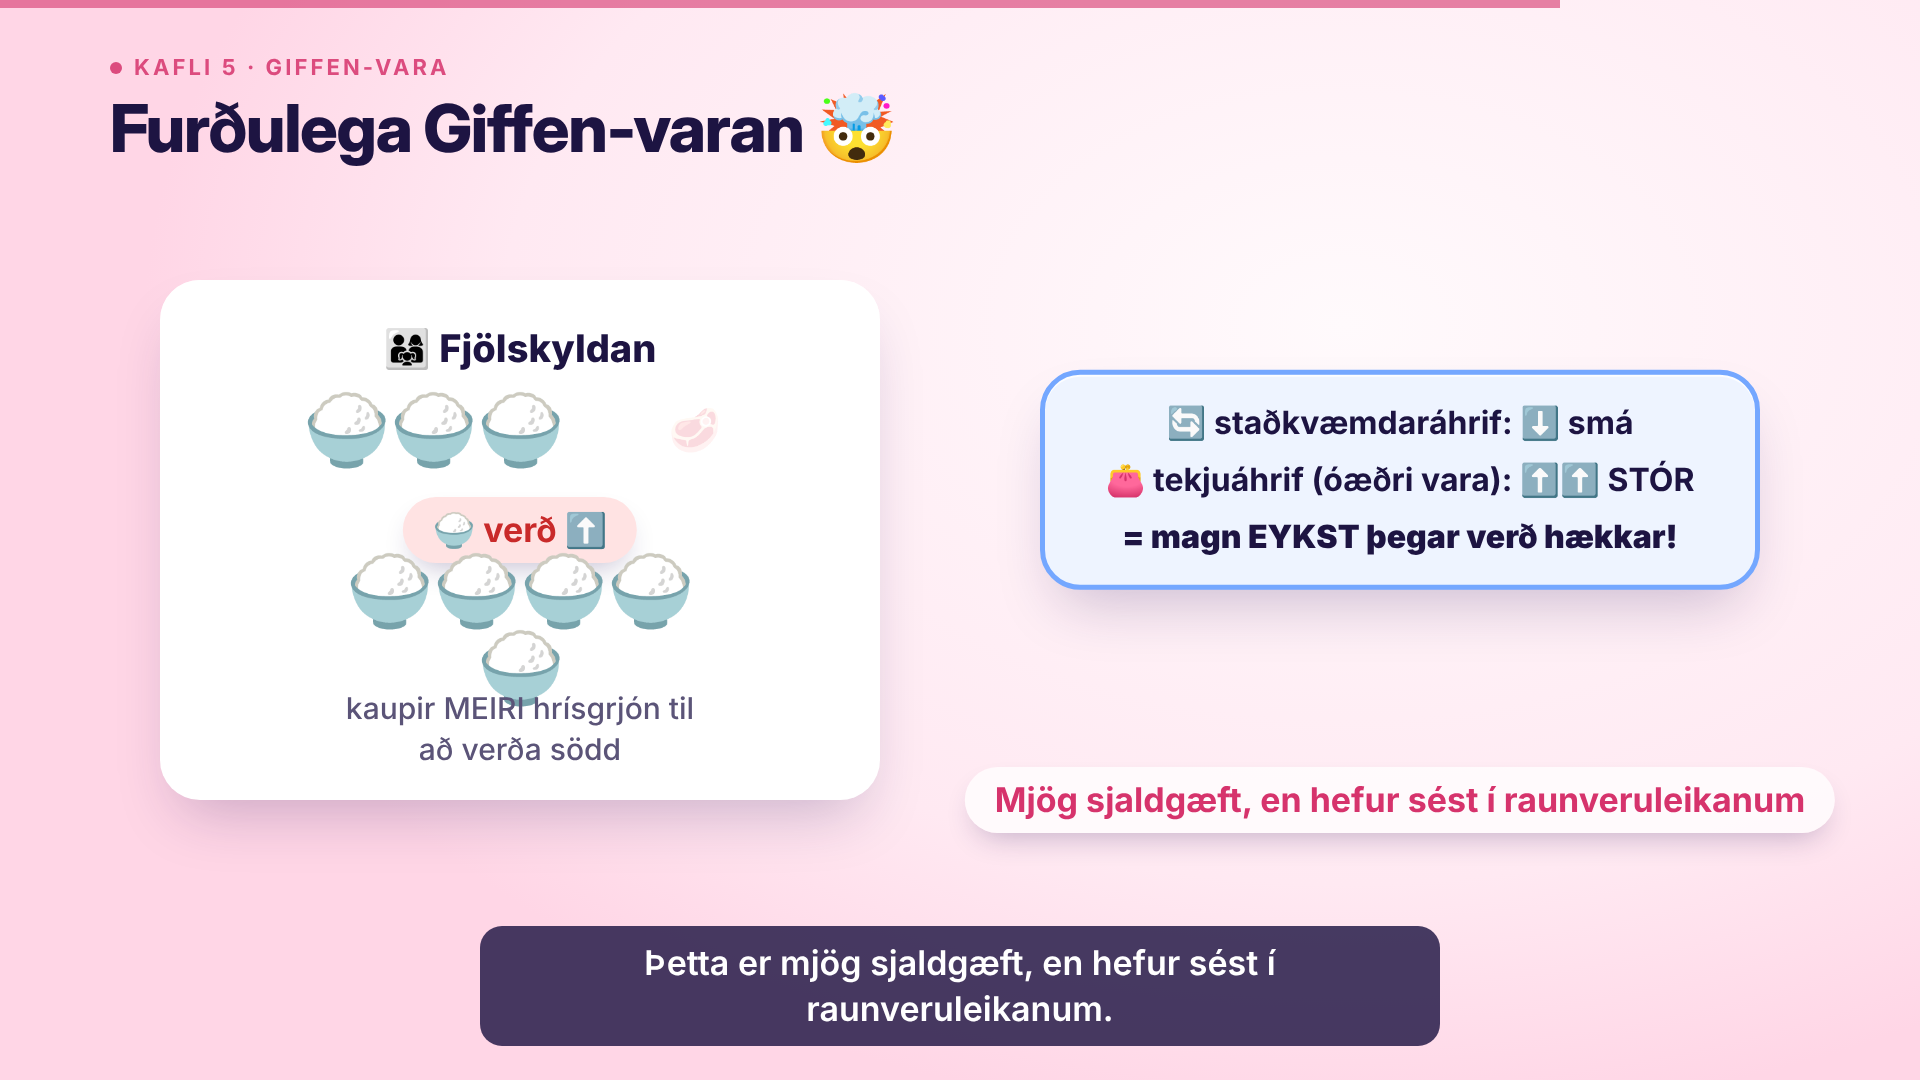 KAFLI 5 · GIFFEN-VARA
Furðulega Giffen-varan 🤯
👨‍👩‍👧 Fjölskyldan
🍚 verð ⬆️
kaupir MEIRI hrísgrjón til
að verða södd
🔄 staðkvæmdaráhrif: ⬇️ smá
👛 tekjuáhrif (óæðri vara): ⬆️⬆️ STÓR
= magn EYKST þegar verð hækkar!
Mjög sjaldgæft, en hefur sést í raunveruleikanum
Þetta er mjög sjaldgæft, en hefur sést í
raunveruleikanum.